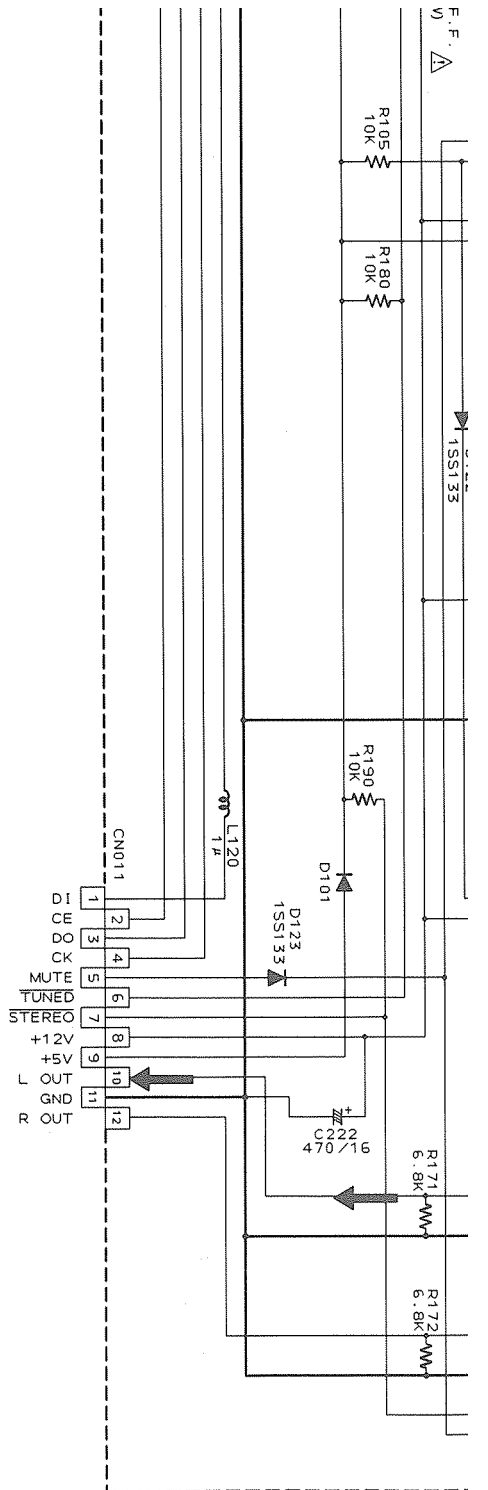 F.F.
V)
R105
10K
R180
10K
1SS133
R190
10K
L120
1μ
CN011
D101
D123
1SS133
DI 1
CE 2
DO 3
CK 4
MUTE 5
TUNED 6
STEREO 7
+12V 8
+5V 9
L OUT 10
GND 11
R OUT 12
+
C222
470/16
R171
6.8K
R172
6.8K